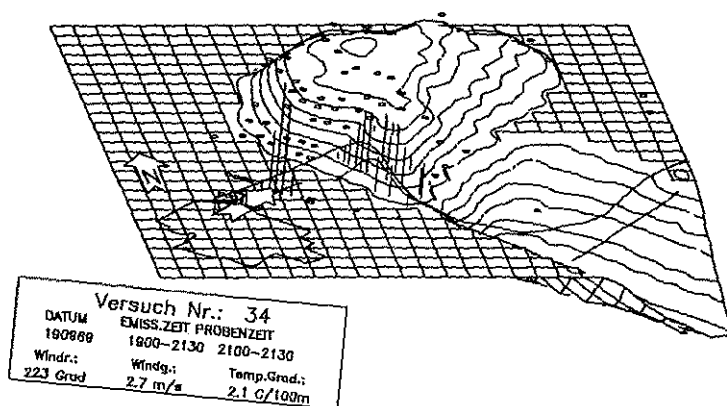 N
Versuch Nr.: 34
DATUM EMISS.ZEIT PROBENZEIT
190989 1900-2130 2100-2130
Windr.: Windg.: Temp.Grad.:
223 Grad 2.7 m/s 2.1 C/100m